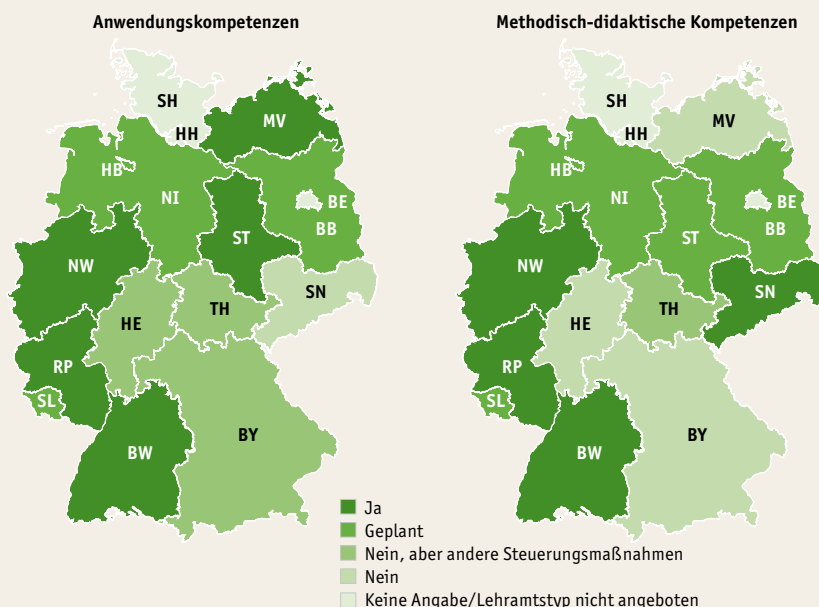 Anwendungskompetenzen
SH
HH
MV
HB
NI
BE
BB
ST
NW
SN
TH
HE
RP
SL
BY
BW
Methodisch-didaktische Kompetenzen
SH
HH
MV
HB
NI
BE
BB
ST
NW
SN
TH
HE
RP
SL
BY
BW
Ja
Geplant
Nein, aber andere Steuerungsmaßnahmen
Nein
Keine Angabe/Lehramtstyp nicht angeboten